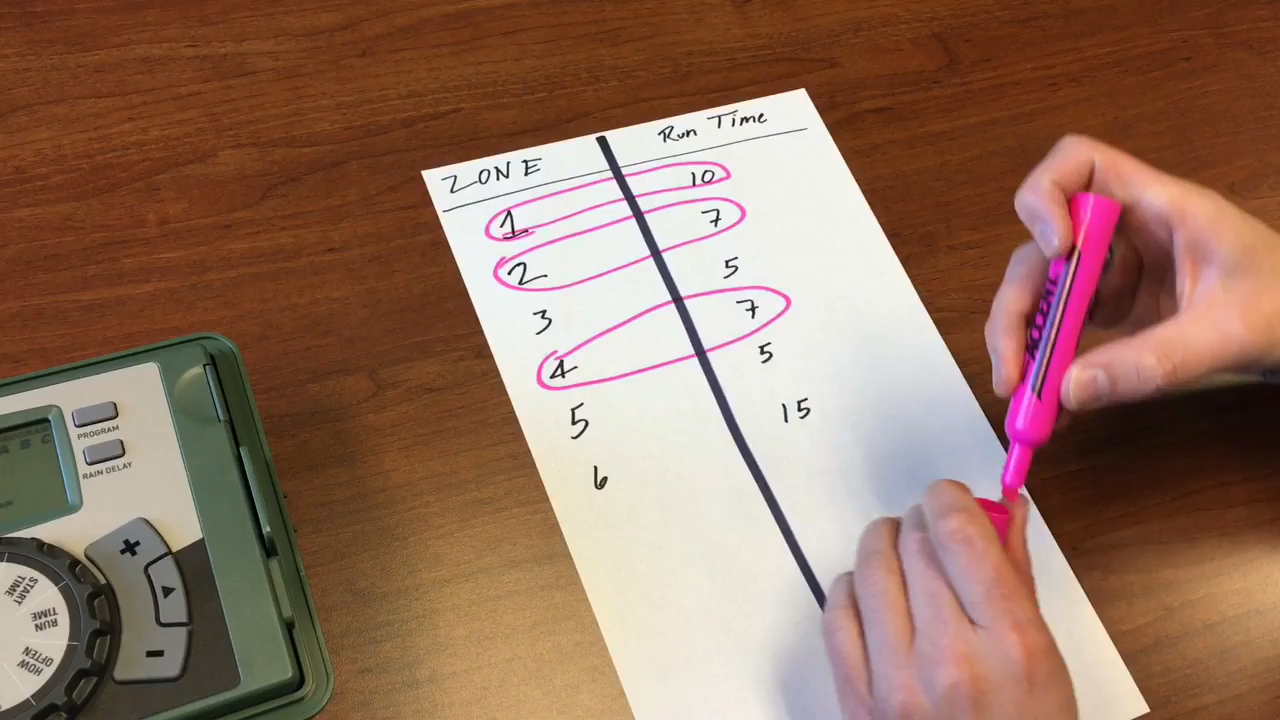 ZONE Run Time
1 10
2 7
3 5
4 7
5 5
6 15
ACCENT
A B C
PROGRAM
RAIN DELAY
+
-
START TIME
RUN TIME
HOW OFTEN